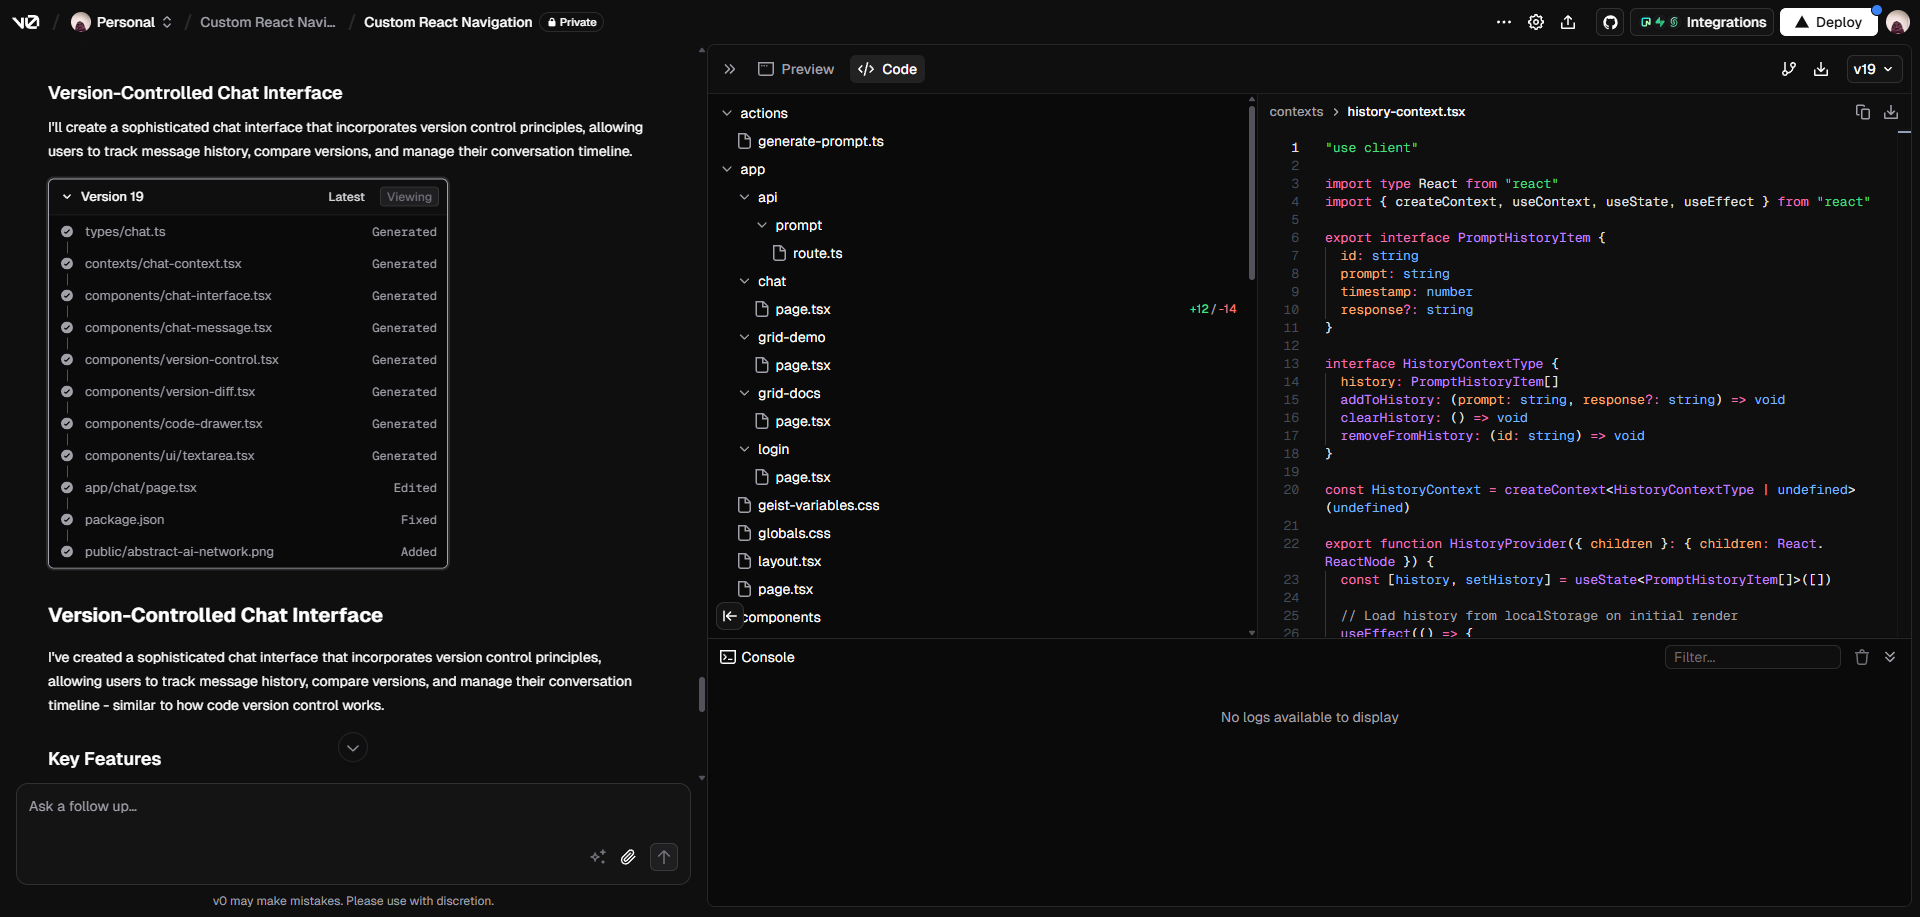 v0 / Personal / Custom React Navi... / Custom React Navigation Private
Integrations Deploy
Version-Controlled Chat Interface
I'll create a sophisticated chat interface that incorporates version control principles, allowing
users to track message history, compare versions, and manage their conversation timeline.
Version 19 Latest Viewing
types/chat.ts Generated
contexts/chat-context.tsx Generated
components/chat-interface.tsx Generated
components/chat-message.tsx Generated
components/version-control.tsx Generated
components/version-diff.tsx Generated
components/code-drawer.tsx Generated
components/ui/textarea.tsx Generated
app/chat/page.tsx Edited
package.json Fixed
public/abstract-ai-network.png Added
Version-Controlled Chat Interface
I've created a sophisticated chat interface that incorporates version control principles,
allowing users to track message history, compare versions, and manage their conversation
timeline - similar to how code version control works.
Key Features
Ask a follow up...
v0 may make mistakes. Please use with discretion.
Preview Code v19
actions
generate-prompt.ts
app
api
prompt
route.ts
chat
page.tsx +12 / -14
grid-demo
page.tsx
grid-docs
page.tsx
login
page.tsx
geist-variables.css
globals.css
layout.tsx
page.tsx
components
contexts > history-context.tsx
1 "use client"
2
3 import type React from "react"
4 import { createContext, useContext, useState, useEffect } from "react"
5
6 export interface PromptHistoryItem {
7 id: string
8 prompt: string
9 timestamp: number
10 response?: string
11 }
12
13 interface HistoryContextType {
14 history: PromptHistoryItem[]
15 addToHistory: (prompt: string, response?: string) => void
16 clearHistory: () => void
17 removeFromHistory: (id: string) => void
18 }
19
20 const HistoryContext = createContext<HistoryContextType | undefined>
(undefined)
21
22 export function HistoryProvider({ children }: { children: React.
ReactNode }) {
23 const [history, setHistory] = useState<PromptHistoryItem[]>([])
24
25 // Load history from localStorage on initial render
26 useEffect(() => {
Console Filter...
No logs available to display